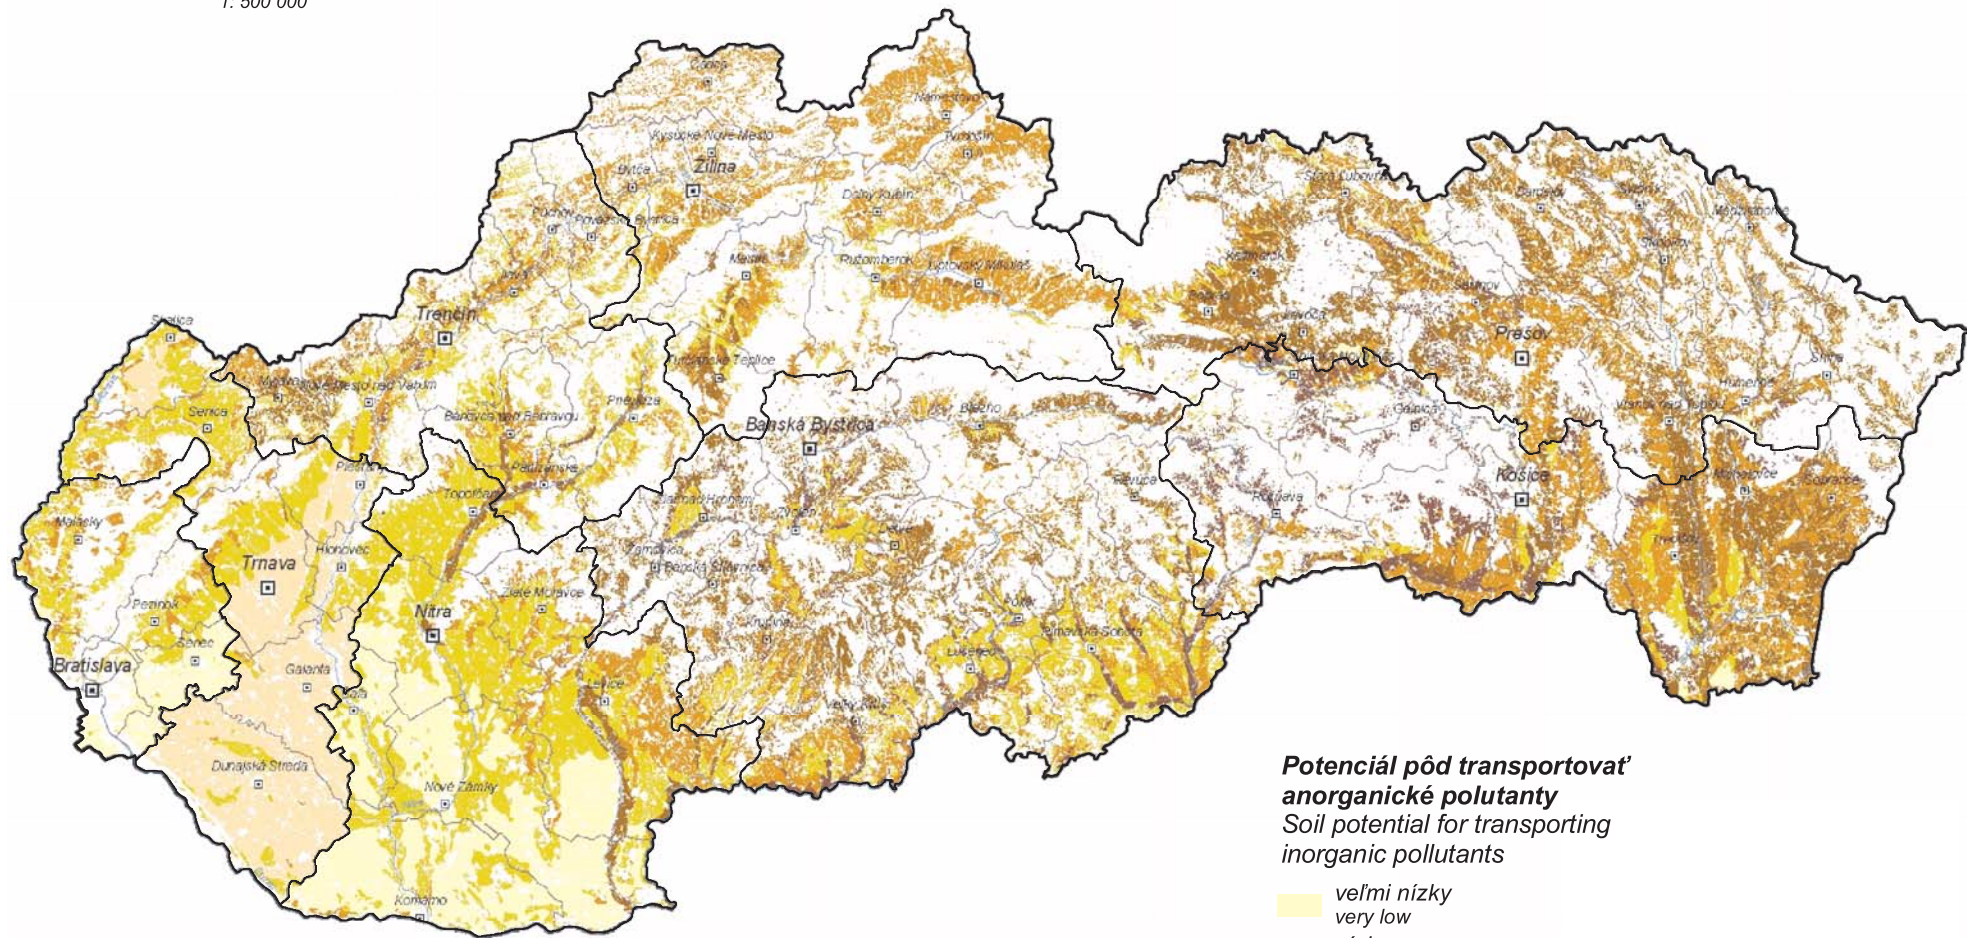 1: 500 000
Čadca
Námestovo
Tvrdošín
Kysucké Nové Mesto
Žilina
Bytča
Stará Ľubovňa
Bardejov
Svidník
Dolný Kubín
Medzilaborce
Púchov
Považská Bystrica
Stropkov
Kežmarok
Martin
Ružomberok
Liptovský Mikuláš
Ilava
Poprad
Sabinov
Trenčín
Levoča
Skalica
Prešov
Turčianske Teplice
Snina
Myjava
Nové Mesto nad Váhom
Humenné
Senica
Bánovce nad Bebravou
Prievidza
Brezno
Gelnica
Vranov nad Topľou
Banská Bystrica
Piešťany
Partizánske
Košice
Michalovce
Sobrance
Topoľčany
Revúca
Rožňava
Malacky
Zvolen
Detva
Hlohovec
Trnava
Žarnovica
Banská Štiavnica
Trebišov
Pezinok
Zlaté Moravce
Nitra
Krupina
Poltár
Rimavská Sobota
Senec
Lučenec
Bratislava
Galanta
Levice
Šaľa
Veľký Krtíš
Dunajská Streda
Nové Zámky
Komárno
Potenciál pôd transportovať
anorganické polutanty
Soil potential for transporting
inorganic pollutants
veľmi nízky
very low